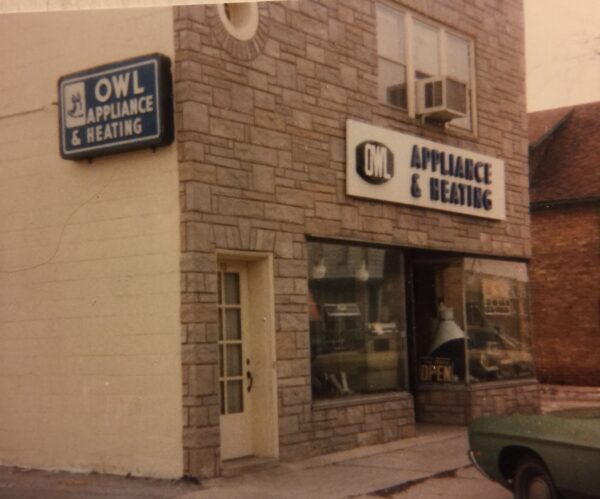 OWL
APPLIANCE
& HEATING
OWL
APPLIANCE
& HEATING
OPEN